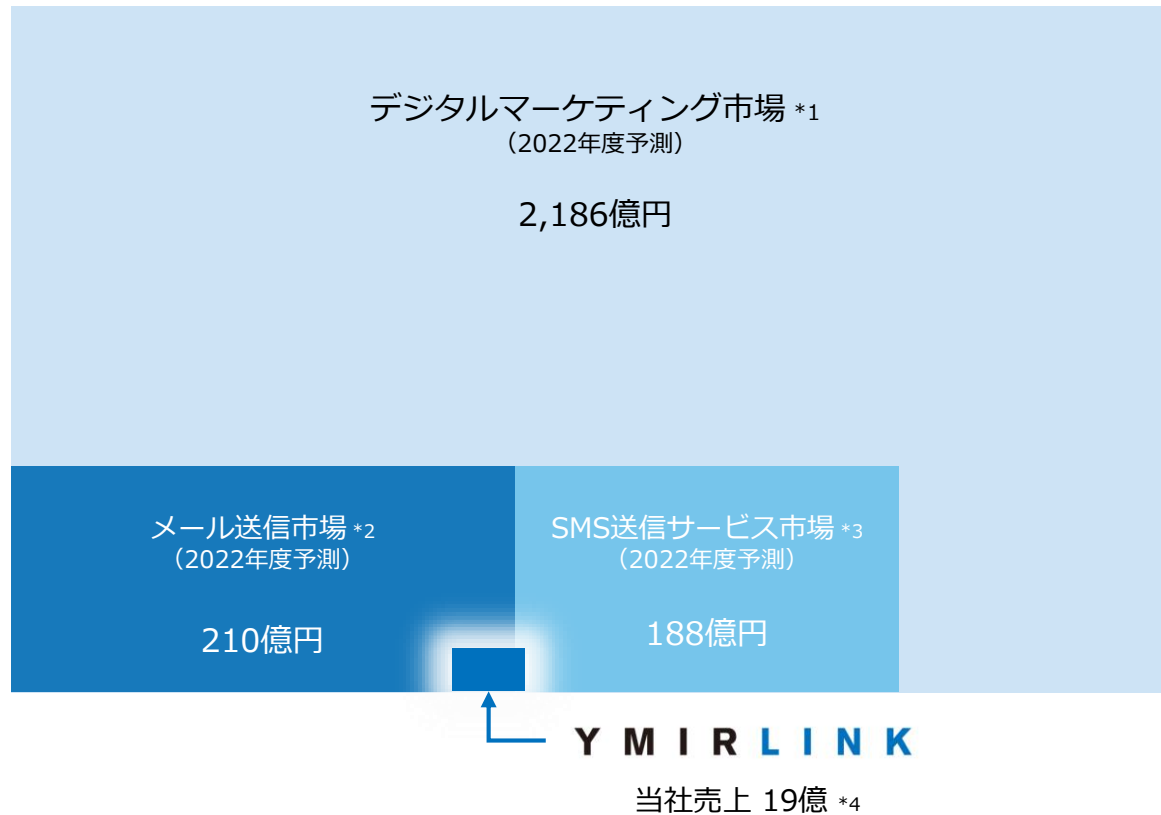 デジタルマーケティング市場 *1
（2022年度予測）
2,186億円
メール送信市場 *2
（2022年度予測）
210億円
SMS送信サービス市場 *3
（2022年度予測）
188億円
YMIRLINK
当社売上 19億 *4